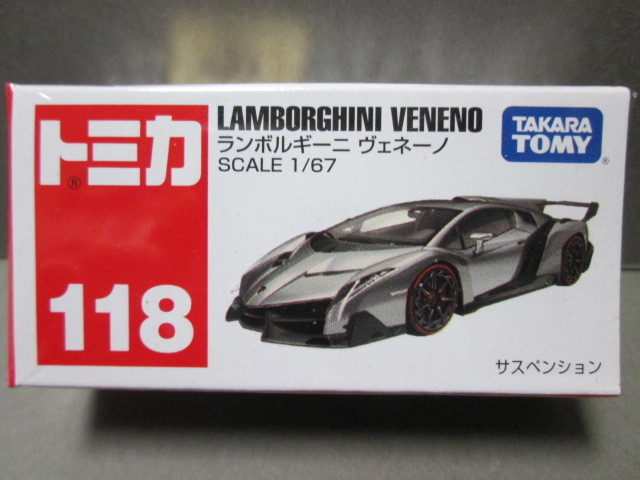 トミカ
®
118
LAMBORGHINI VENENO
ランボルギーニ ヴェネーノ
SCALE 1/67
TAKARA
TOMY®
サスペンション